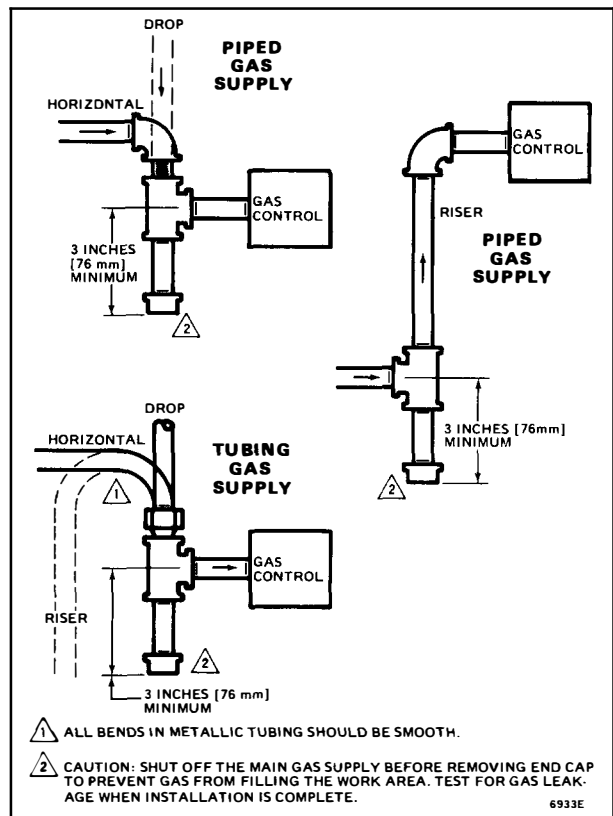 DROP
PIPED
GAS
SUPPLY
HORIZDNTAL
GAS
CONTROL
3 INCHES
[76 mm]
MINIMUM
2
GAS
CONTROL
RISER
PIPED
GAS
SUPPLY
3 INCHES [76mm]
MINIMUM
2
DROP
HORIZONTAL
TUBING
GAS
SUPPLY
1
GAS
CONTROL
RISER
2
3 INCHES [76 mm]
MINIMUM
1 ALL BENDS IN METALLIC TUBING SHOULD BE SMOOTH.
2 CAUTION: SHUT OFF THE MAIN GAS SUPPLY BEFORE REMOVING END CAP
TO PREVENT GAS FROM FILLING THE WORK AREA. TEST FOR GAS LEAK-
AGE WHEN INSTALLATION IS COMPLETE.
6933E